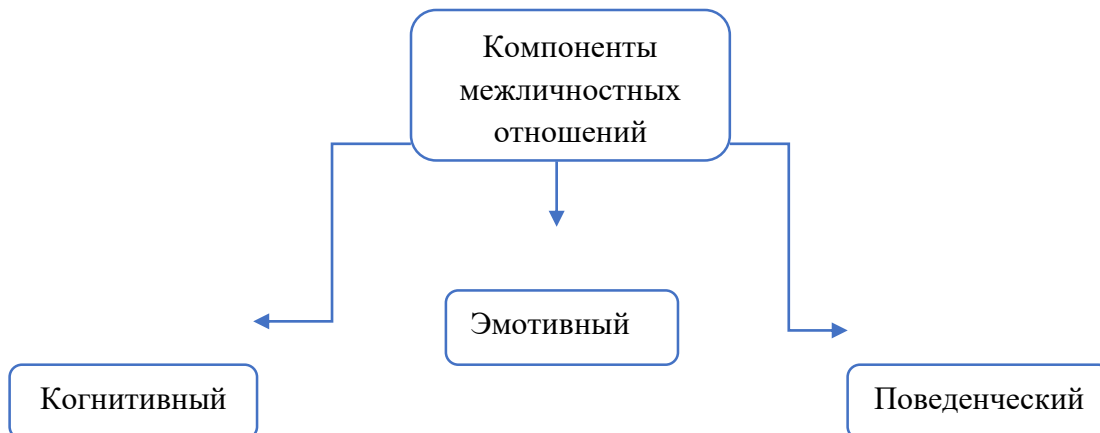 Компоненты
межличностных
отношений
Эмотивный
Когнитивный
Поведенческий